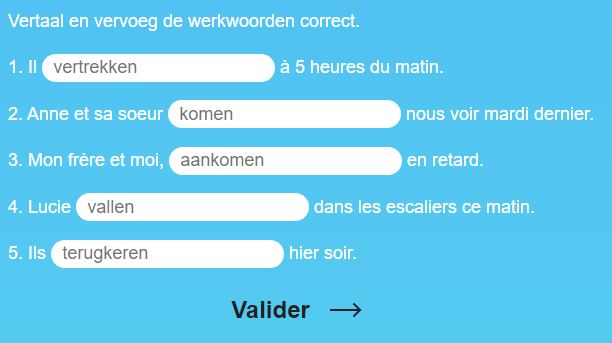 Vertaal en vervoeg de werkwoorden correct.
1. Il vertrekken à 5 heures du matin.
2. Anne et sa soeur komen nous voir mardi dernier.
3. Mon frère et moi, aankomen en retard.
4. Lucie vallen dans les escaliers ce matin.
5. Ils terugkeren hier soir.
Valider →